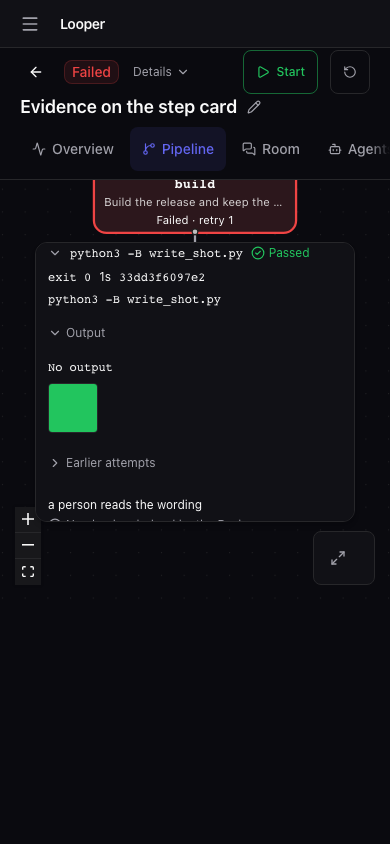 Looper
Failed
Details
Start
Evidence on the step card
Overview
Pipeline
Room
Agent
build
Build the release and keep the ...
Failed · retry 1
python3 -B write_shot.py
Passed
exit 0 1s 33dd3f6097e2
python3 -B write_shot.py
Output
No output
Earlier attempts
a person reads the wording